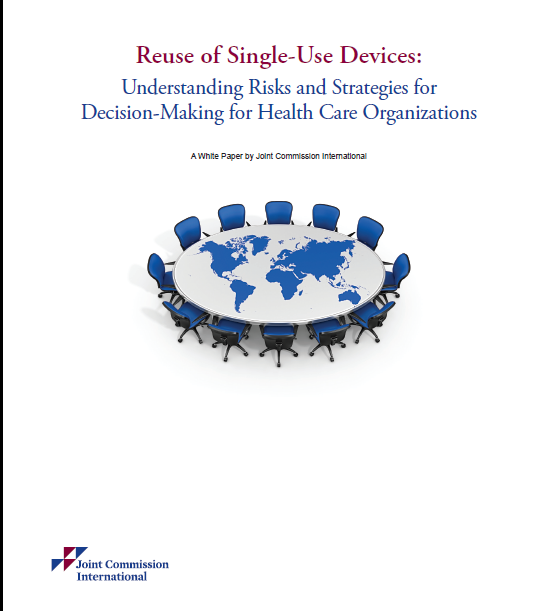 Reuse of Single-Use Devices:
Understanding Risks and Strategies for
Decision-Making for Health Care Organizations
A White Paper by Joint Commission International
Joint Commission
International